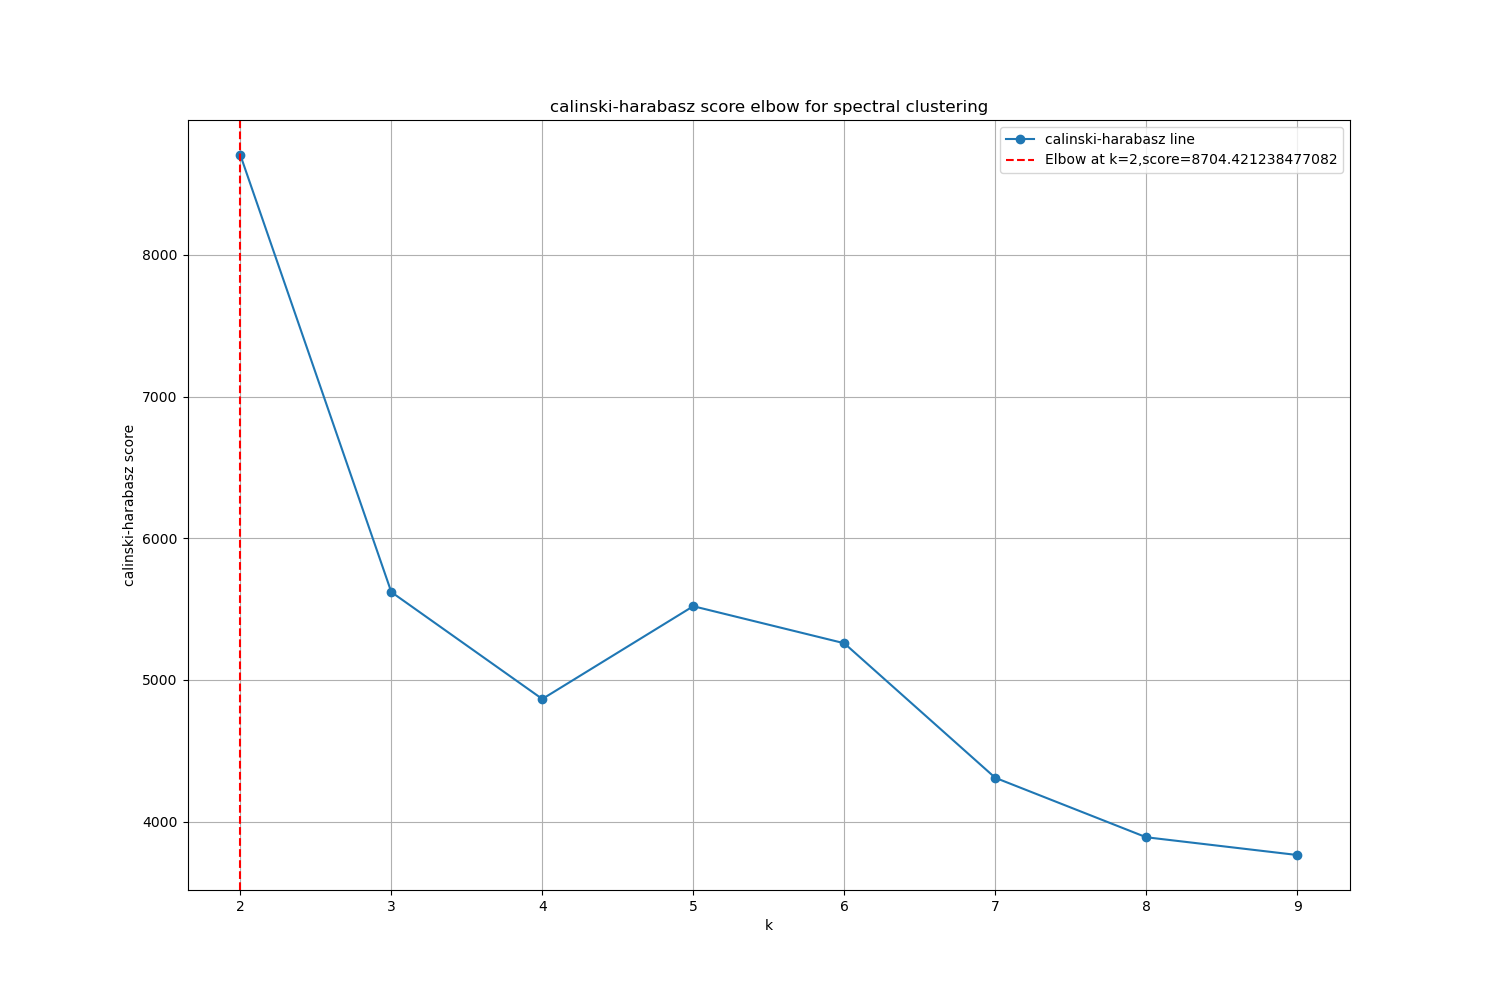 calinski-harabasz score elbow for spectral clustering
calinski-harabasz line
Elbow at k=2,score=8704.421238477082
calinski-harabasz score
8000
7000
6000
5000
4000
2 3 4 5 6 7 8 9
k